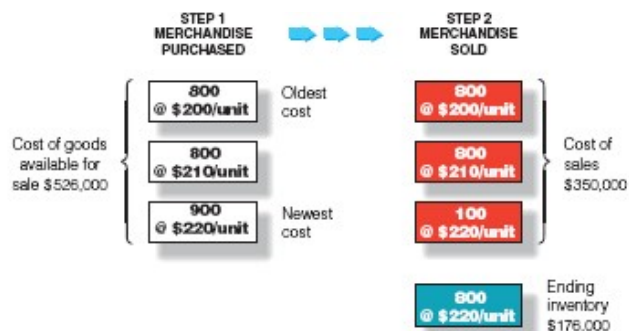 STEP 1
MERCHANDISE
PURCHASED
STEP 2
MERCHANDISE
SOLD
Cost of goods
available for
sale $526,000
800
@ $200/unit
Oldest
cost
800
@ $210/unit
900
@ $220/unit
Newest
cost
800
@ $200/unit
800
@ $210/unit
100
@ $220/unit
Cost of
sales
$350,000
800
@ $220/unit
Ending
inventory
$176,000